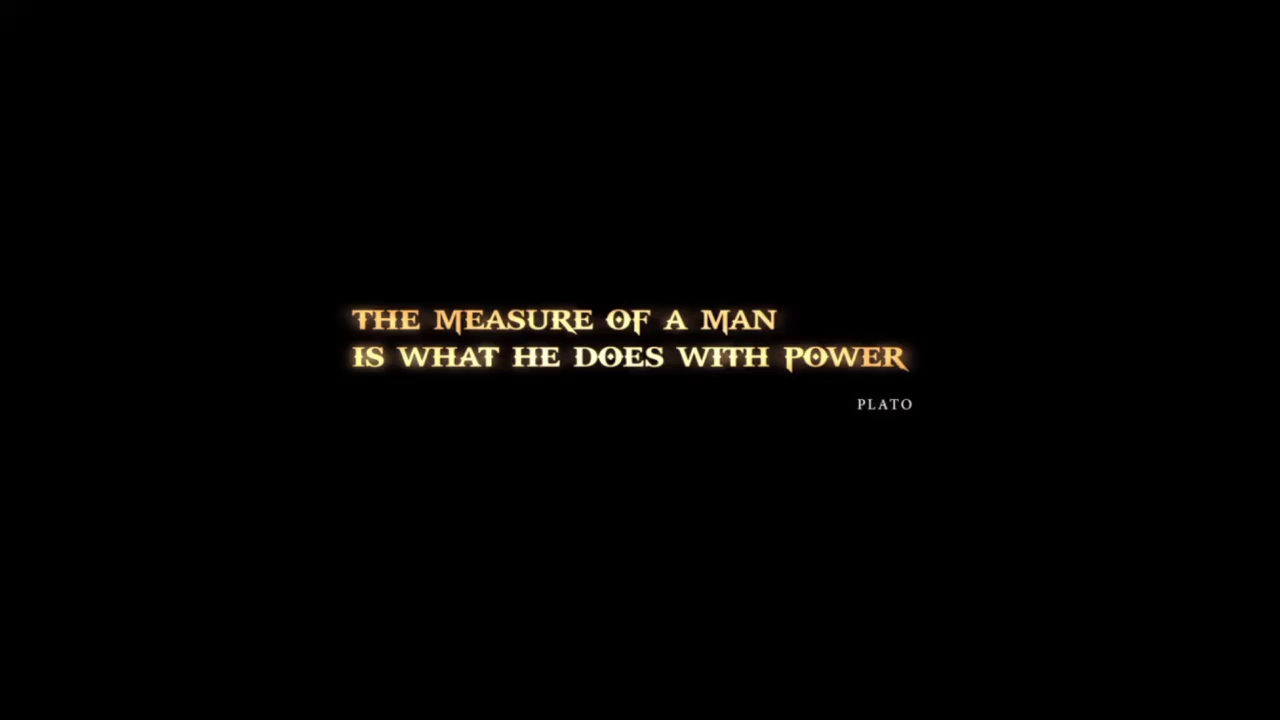 THE MEASURE OF A MAN
IS WHAT HE DOES WITH POWER
PLATO